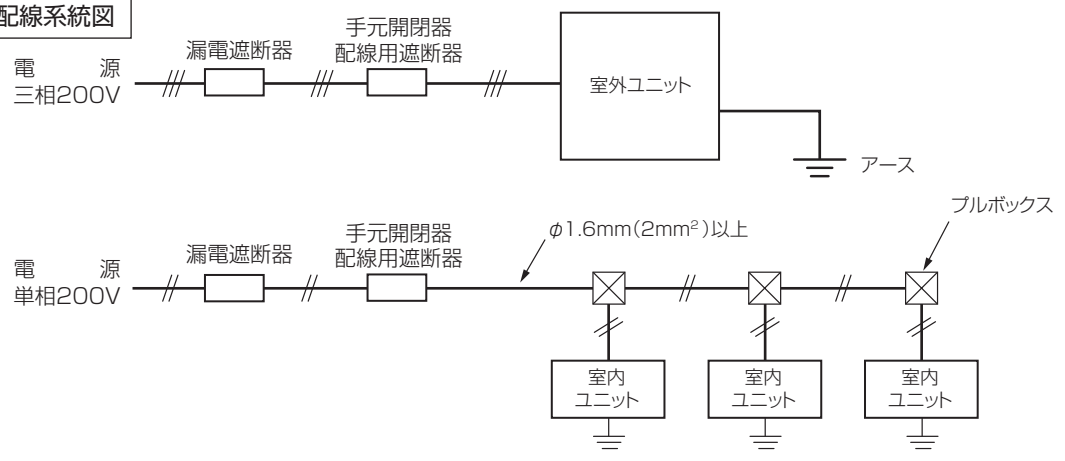 配線系統図
電 源
三相200V
漏電遮断器
手元開閉器
配線用遮断器
室外ユニット
アース
電 源
単相200V
漏電遮断器
手元開閉器
配線用遮断器
φ1.6mm(2mm²)以上
プルボックス
室内
ユニット
室内
ユニット
室内
ユニット